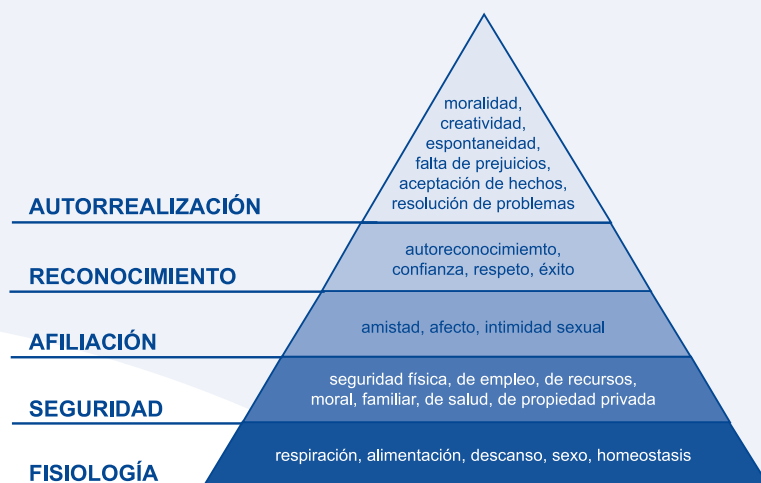 moralidad,
creatividad,
espontaneidad,
falta de prejuicios,
aceptación de hechos,
resolución de problemas
AUTORREALIZACIÓN
autoreconocimiemto,
confianza, respeto, éxito
RECONOCIMIENTO
amistad, afecto, intimidad sexual
AFILIACIÓN
seguridad física, de empleo, de recursos,
moral, familiar, de salud, de propiedad privada
SEGURIDAD
respiración, alimentación, descanso, sexo, homeostasis
FISIOLOGÍA